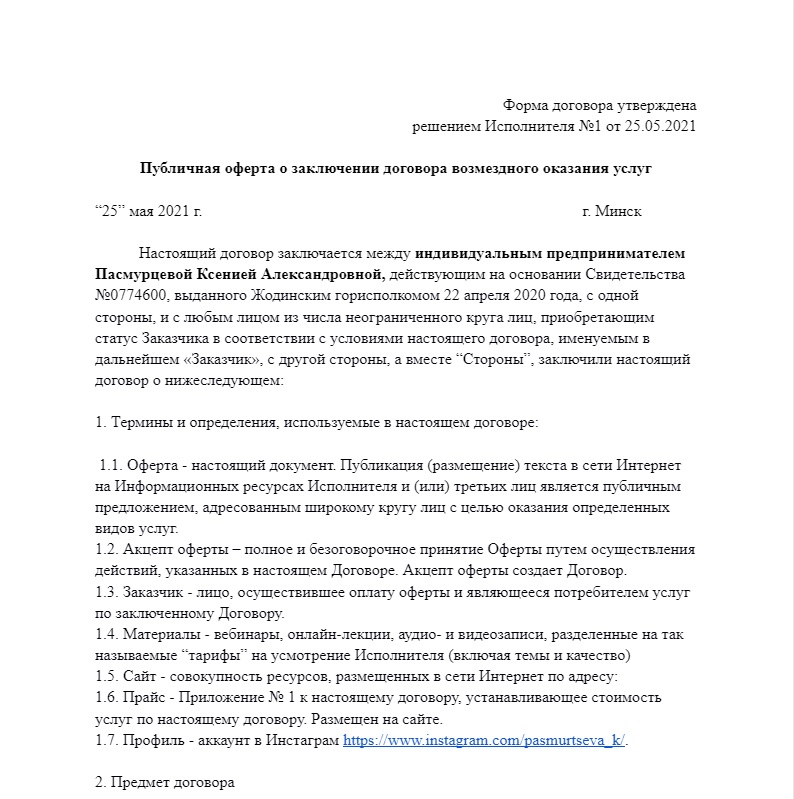 Форма договора утверждена
решением Исполнителя №1 от 25.05.2021
Публичная оферта о заключении договора возмездного оказания услуг
“25” мая 2021 г. г. Минск
Настоящий договор заключается между индивидуальным предпринимателем
Пасмурцевой Ксенией Александровной, действующим на основании Свидетельства
№0774600, выданного Жодинским горисполкомом 22 апреля 2020 года, с одной
стороны, и с любым лицом из числа неограниченного круга лиц, приобретающим
статус Заказчика в соответствии с условиями настоящего договора, именуемым в
дальнейшем «Заказчик», с другой стороны, а вместе “Стороны”, заключили настоящий
договор о нижеследующем:
1. Термины и определения, используемые в настоящем договоре:
1.1. Оферта - настоящий документ. Публикация (размещение) текста в сети Интернет
на Информационных ресурсах Исполнителя и (или) третьих лиц является публичным
предложением, адресованным широкому кругу лиц с целью оказания определенных
видов услуг.
1.2. Акцепт оферты – полное и безоговорочное принятие Оферты путем осуществления
действий, указанных в настоящем Договоре. Акцепт оферты создает Договор.
1.3. Заказчик - лицо, осуществившее оплату оферты и являющееся потребителем услуг
по заключенному Договору.
1.4. Материалы - вебинары, онлайн-лекции, аудио- и видеозаписи, разделенные на так
называемые “тарифы” на усмотрение Исполнителя (включая темы и качество)
1.5. Сайт - совокупность ресурсов, размещенных в сети Интернет по адресу:
1.6. Прайс - Приложение № 1 к настоящему договору, устанавливающее стоимость
услуг по настоящему договору. Размещен на сайте.
1.7. Профиль - аккаунт в Инстаграм https://www.instagram.com/pasmurtseva_k/.
2. Предмет договора